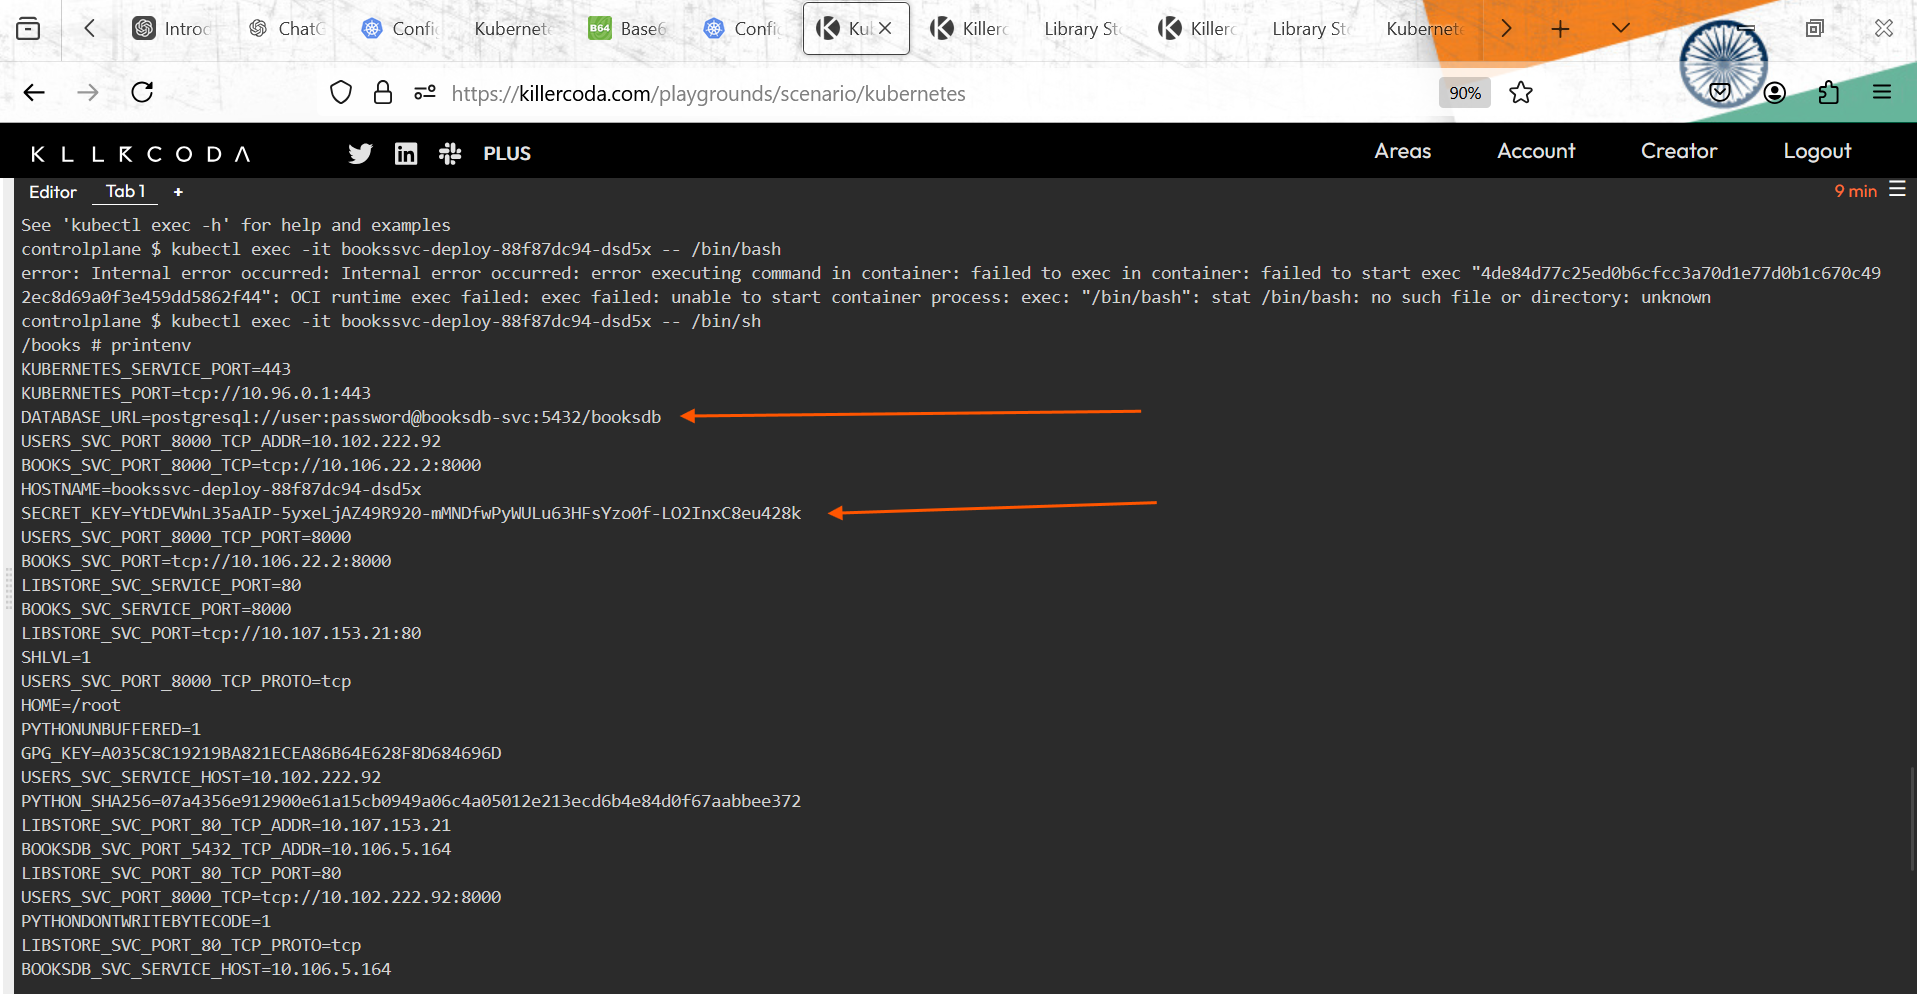 Introd
ChatG
Config
Kubernete
B64 Base6
Config
Ku
Killerc
Library St
Killerc
Library St
Kubernet
https://killercoda.com/playgrounds/scenario/kubernetes
90%
KLLRCODA
in
PLUS
Areas
Account
Creator
Logout
Editor
Tab 1
+
9 min
See 'kubectl exec -h' for help and examples
controlplane $ kubectl exec -it bookssvc-deploy-88f87dc94-dsd5x -- /bin/bash
error: Internal error occurred: Internal error occurred: error executing command in container: failed to exec in container: failed to start exec "4de84d77c25ed0b6cfcc3a70d1e77d0b1c670c49
2ec8d69a0f3e459dd5862f44": OCI runtime exec failed: exec failed: unable to start container process: exec: "/bin/bash": stat /bin/bash: no such file or directory: unknown
controlplane $ kubectl exec -it bookssvc-deploy-88f87dc94-dsd5x -- /bin/sh
/books # printenv
KUBERNETES_SERVICE_PORT=443
KUBERNETES_PORT=tcp://10.96.0.1:443
DATABASE_URL=postgresql://user:password@booksdb-svc:5432/booksdb
USERS_SVC_PORT_8000_TCP_ADDR=10.102.222.92
BOOKS_SVC_PORT_8000_TCP=tcp://10.106.22.2:8000
HOSTNAME=bookssvc-deploy-88f87dc94-dsd5x
SECRET_KEY=YtDEVWnL35aAIP-5yxeLjAZ49R920-mMNDfwPyWULu63HFsYzo0f-LO2InxC8eu428k
USERS_SVC_PORT_8000_TCP_PORT=8000
BOOKS_SVC_PORT=tcp://10.106.22.2:8000
LIBSTORE_SVC_SERVICE_PORT=80
BOOKS_SVC_SERVICE_PORT=8000
LIBSTORE_SVC_PORT=tcp://10.107.153.21:80
SHLVL=1
USERS_SVC_PORT_8000_TCP_PROTO=tcp
HOME=/root
PYTHONUNBUFFERED=1
GPG_KEY=A035C8C19219BA821ECEA86B64E628F8D684696D
USERS_SVC_SERVICE_HOST=10.102.222.92
PYTHON_SHA256=07a4356e912900e61a15cb0949a06c4a05012e213ecd6b4e84d0f67aabbee372
LIBSTORE_SVC_PORT_80_TCP_ADDR=10.107.153.21
BOOKSDB_SVC_PORT_5432_TCP_ADDR=10.106.5.164
LIBSTORE_SVC_PORT_80_TCP_PORT=80
USERS_SVC_PORT_8000_TCP=tcp://10.102.222.92:8000
PYTHONDONTWRITEBYTECODE=1
LIBSTORE_SVC_PORT_80_TCP_PROTO=tcp
BOOKSDB_SVC_SERVICE_HOST=10.106.5.164